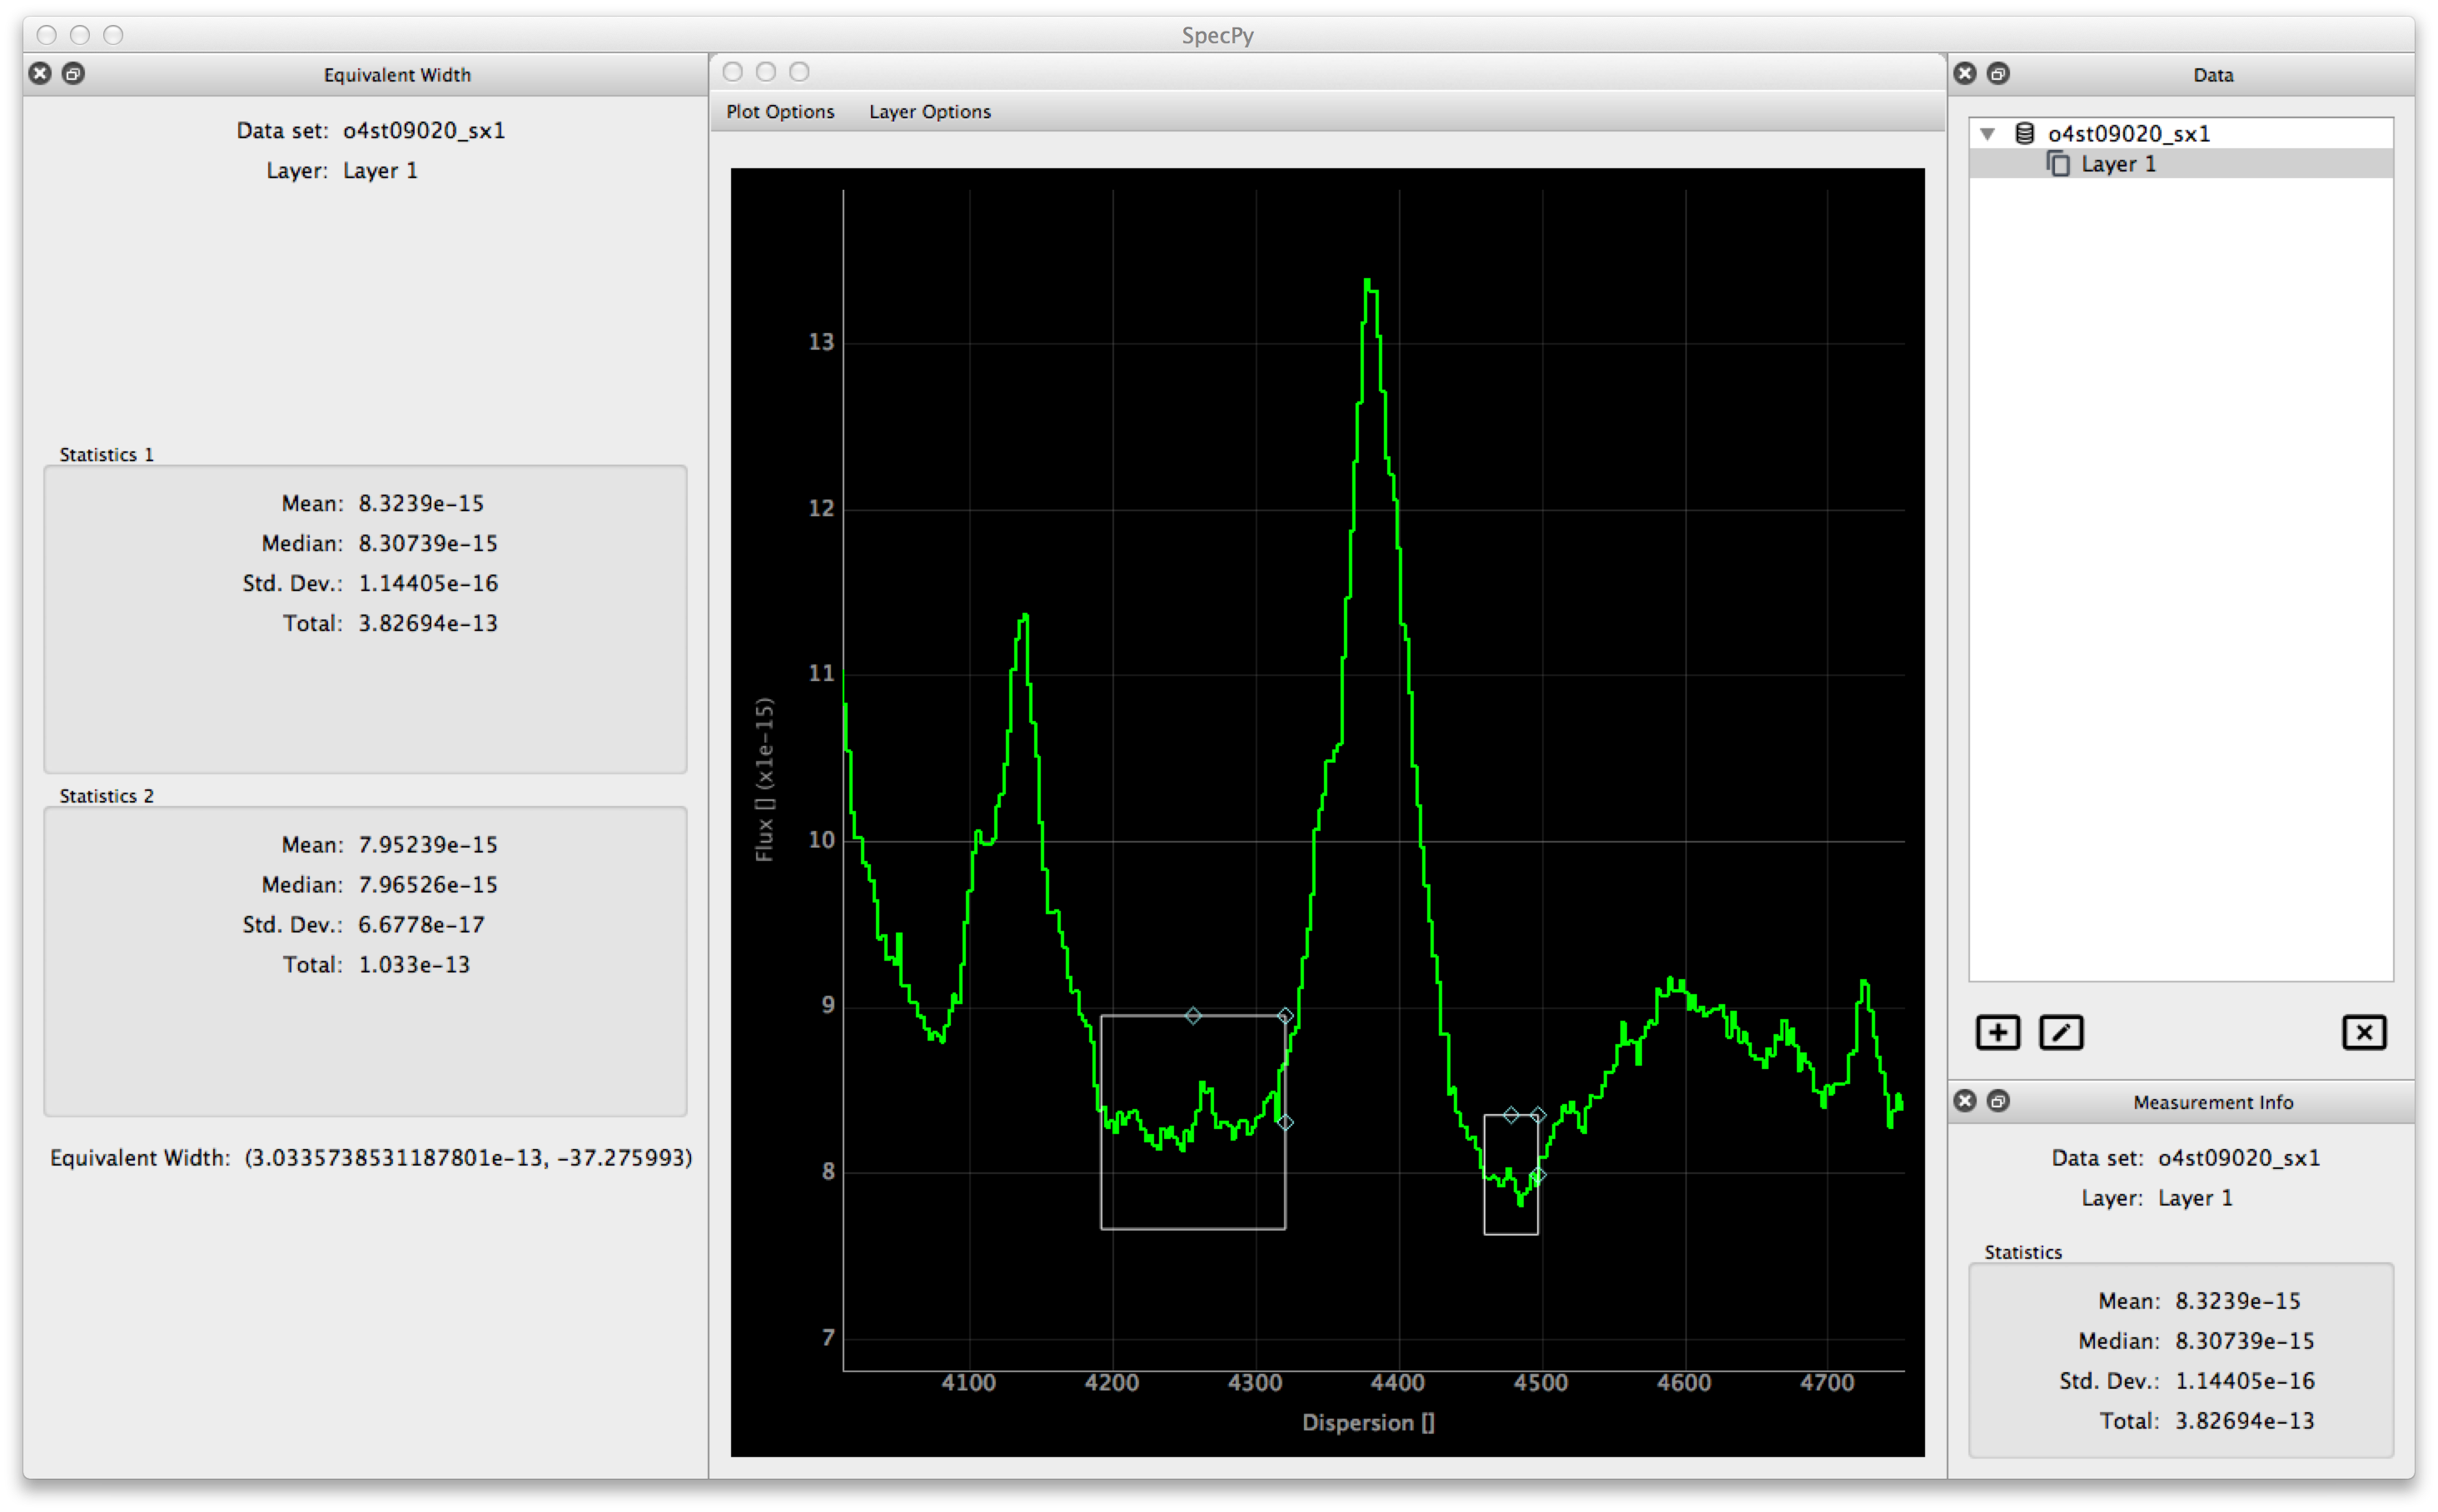 SpecPy
Equivalent Width
Data set: o4st09020_sx1
Layer: Layer 1
Statistics 1
Mean: 8.3239e-15
Median: 8.30739e-15
Std. Dev.: 1.14405e-16
Total: 3.82694e-13
Statistics 2
Mean: 7.95239e-15
Median: 7.96526e-15
Std. Dev.: 6.6778e-17
Total: 1.033e-13
Equivalent Width: (3.0335738531187801e-13, -37.275993)
Plot Options Layer Options
13
12
11
10
9
8
7
Flux [] (x1e-15)
4100 4200 4300 4400 4500 4600 4700
Dispersion []
Data
o4st09020_sx1
Layer 1
Measurement Info
Data set: o4st09020_sx1
Layer: Layer 1
Statistics
Mean: 8.3239e-15
Median: 8.30739e-15
Std. Dev.: 1.14405e-16
Total: 3.82694e-13